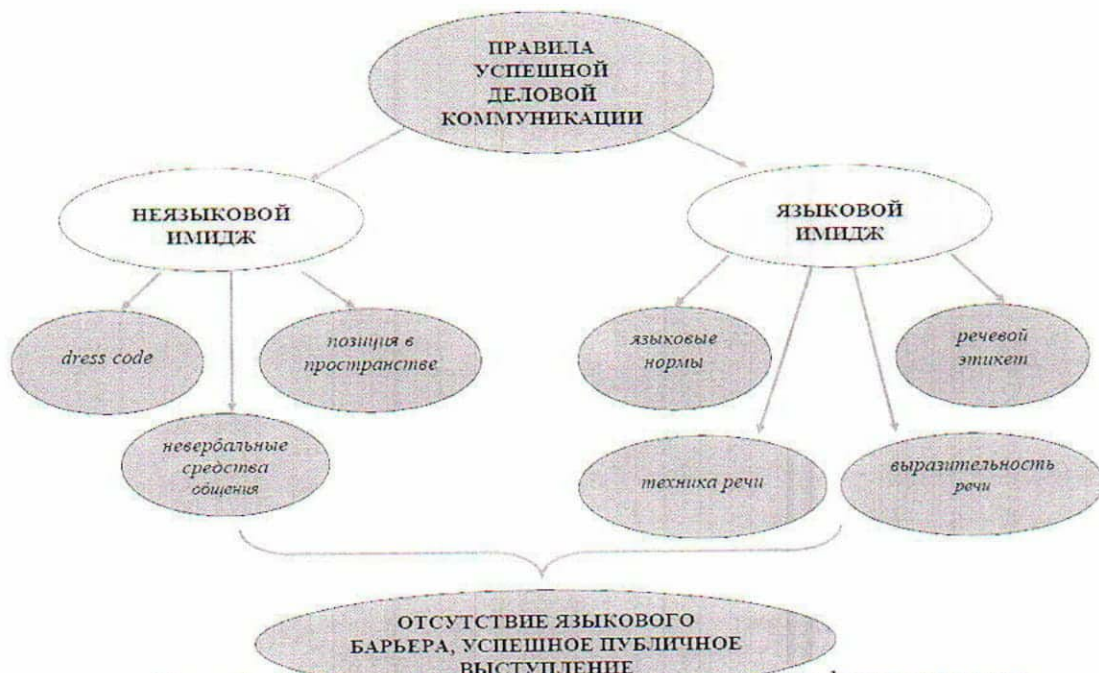 ПРАВИЛА
УСПЕШНОЙ
ДЕЛОВОЙ
КОММУНИКАЦИИ
НЕЯЗЫКОВОЙ
ИМИДЖ
ЯЗЫКОВОЙ
ИМИДЖ
dress code
позиция в
пространстве
невербальные
средства
общения
языковые
нормы
речевой
этикет
техника речи
выразительность
речи
ОТСУТСТВИЕ ЯЗЫКОВОГО
БАРЬЕРА, УСПЕШНОЕ ПУБЛИЧНОЕ
ВЫСТУПЛЕНИЕ